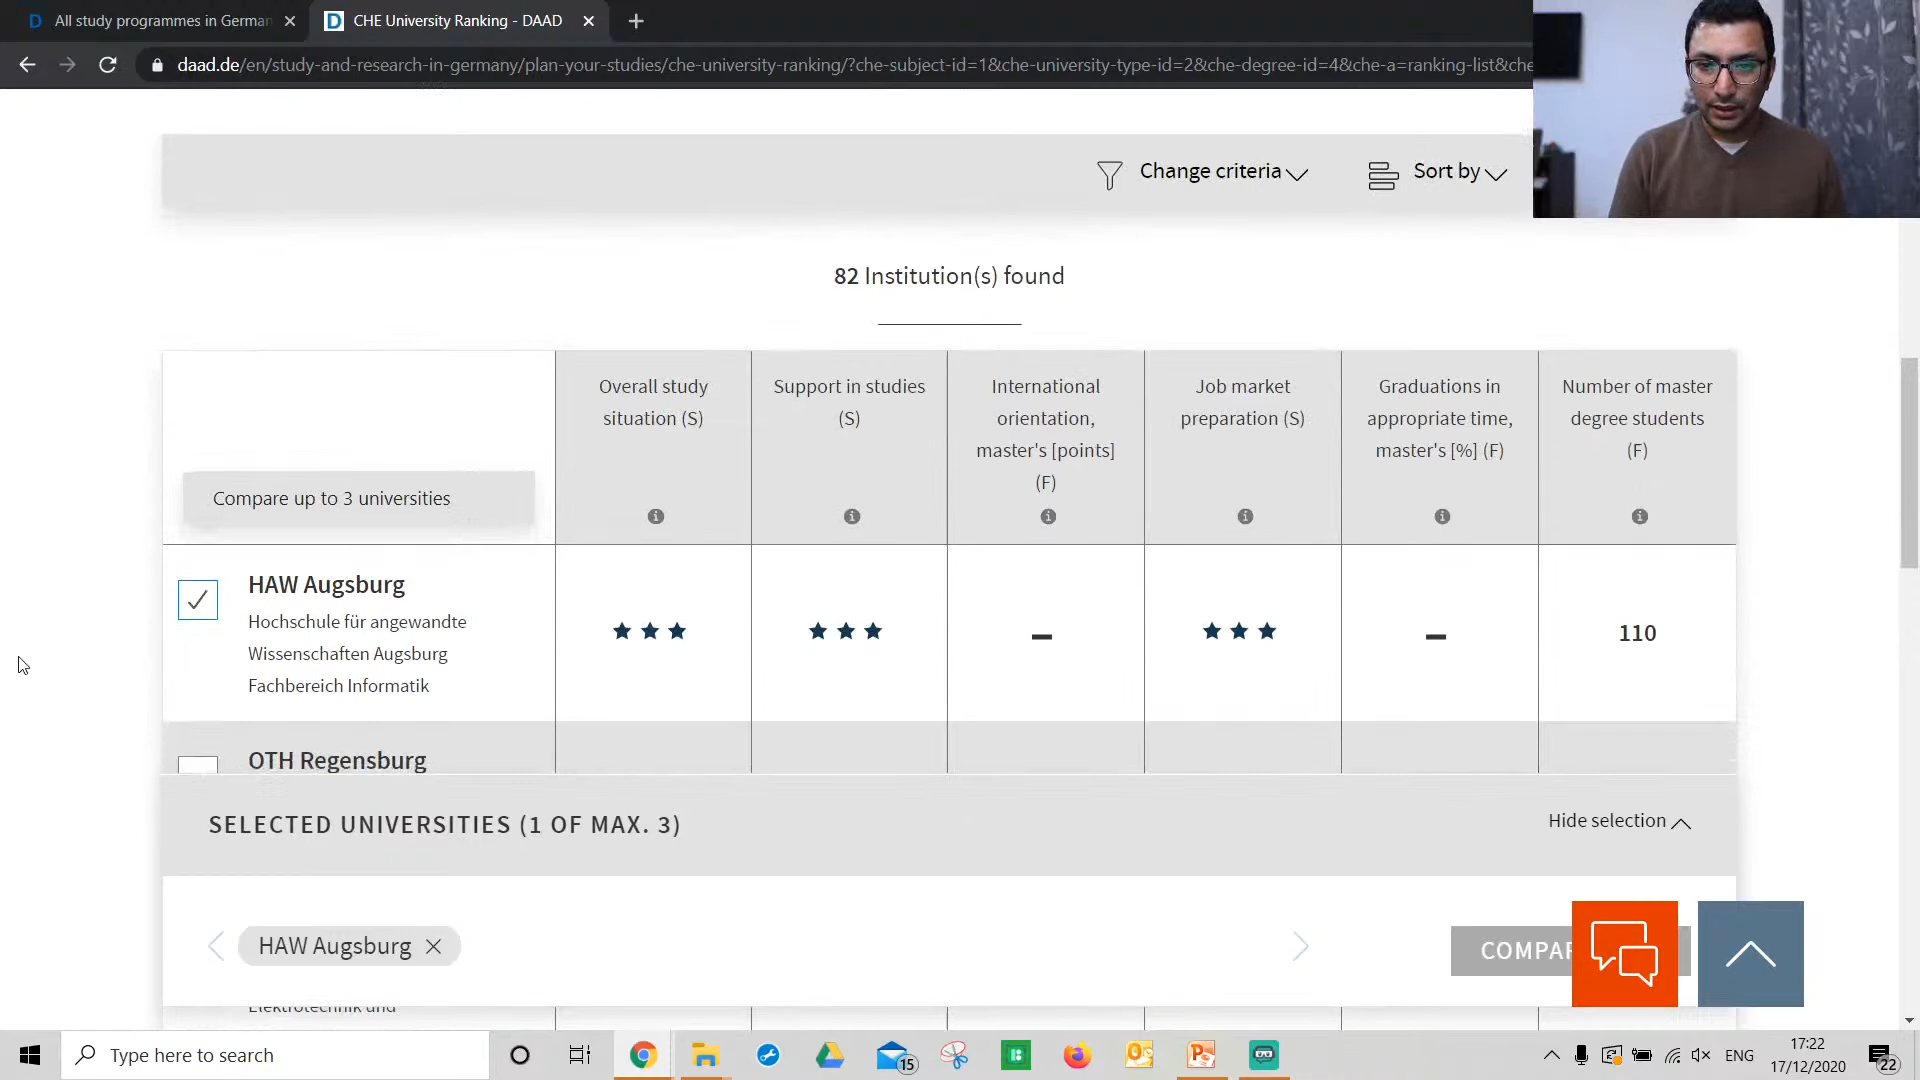 All study programmes in German
CHE University Ranking - DAAD
daad.de/en/study-and-research-in-germany/plan-your-studies/che-university-ranking/?che-subject-id=1&che-university-type-id=2&che-degree-id=4&che-a=ranking-list&che
Change criteria
Sort by
82 Institution(s) found
Compare up to 3 universities
Overall study
situation (S)
Support in studies
(S)
International
orientation,
master's [points]
(F)
Job market
preparation (S)
Graduations in
appropriate time,
master's [%] (F)
Number of master
degree students
(F)
HAW Augsburg
Hochschule für angewandte
Wissenschaften Augsburg
Fachbereich Informatik
110
OTH Regensburg
SELECTED UNIVERSITIES (1 OF MAX. 3)
Hide selection
HAW Augsburg
COMPA
Elektrotechnik und
Type here to search
15
ENG
17:22
17/12/2020
22